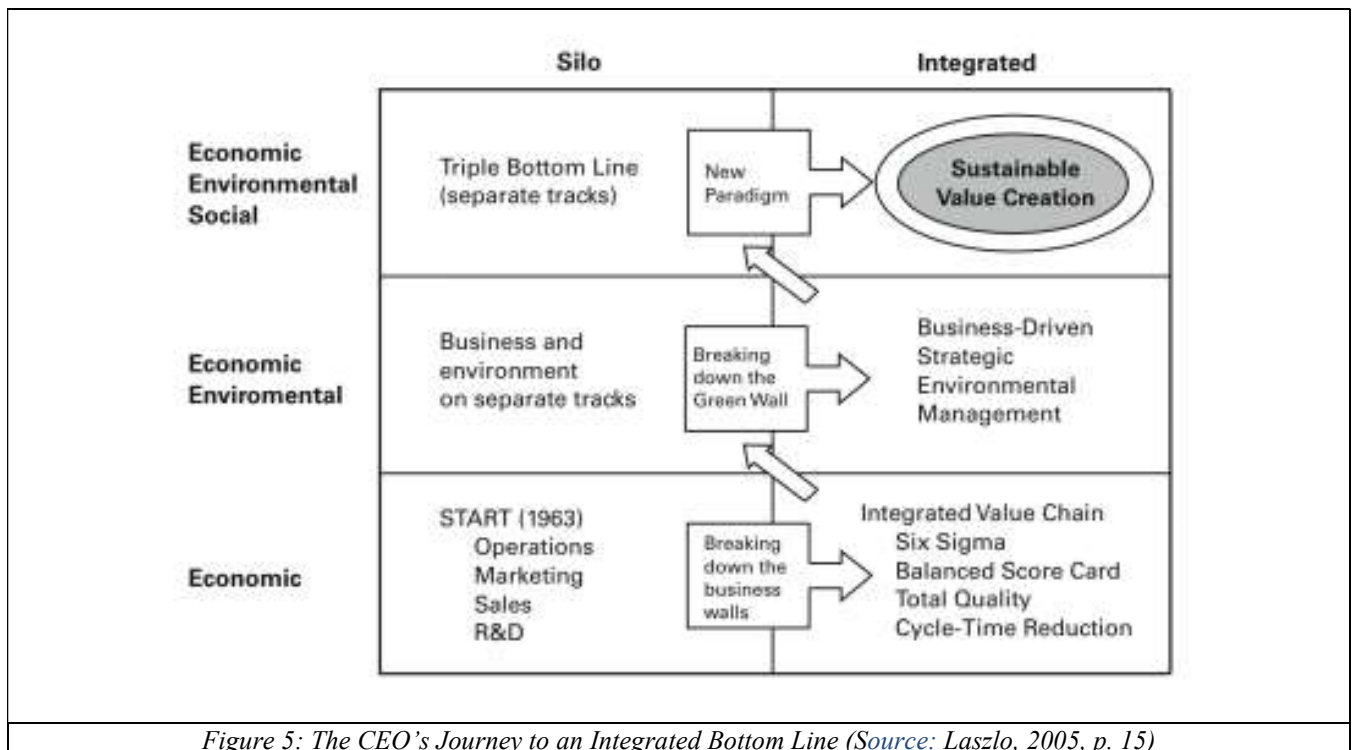 Silo
Integrated
Economic
Environmental
Social
Triple Bottom Line
(separate tracks)
New
Paradigm
Sustainable
Value Creation
Economic
Enviromental
Business and
environment
on separate tracks
Breaking
down the
Green Wall
Business-Driven
Strategic
Environmental
Management
Economic
START (1963)
Operations
Marketing
Sales
R&D
Breaking
down the
business
walls
Integrated Value Chain
Six Sigma
Balanced Score Card
Total Quality
Cycle-Time Reduction
Figure 5: The CEO’s Journey to an Integrated Bottom Line (Source: Laszlo, 2005, p. 15)